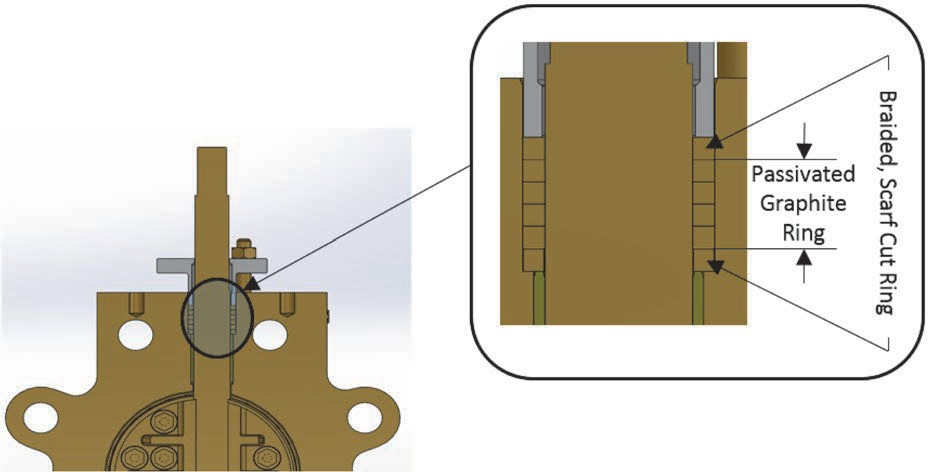 Passivated
Graphite
Ring
Braided, Scarf Cut Ring